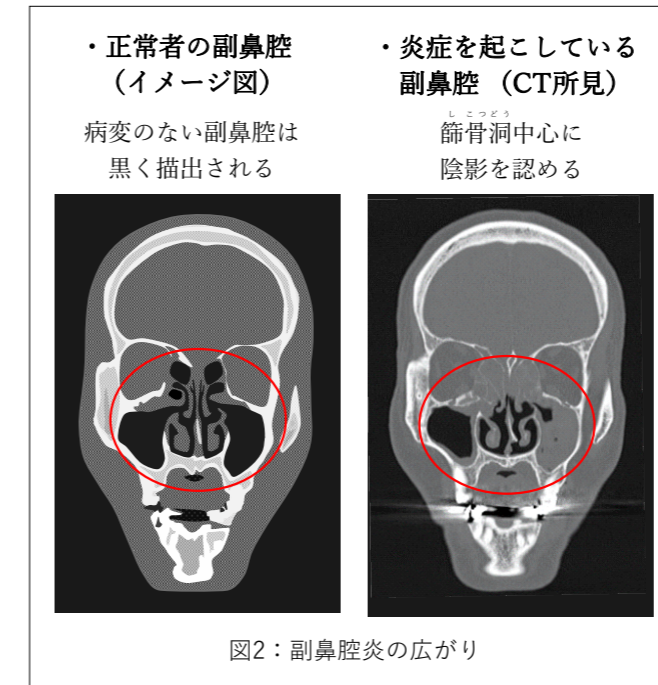 ・正常者の副鼻腔
（イメージ図）
病変のない副鼻腔は
黒く描出される
・炎症を起こしている
副鼻腔 （CT所見）
しこつどう
篩骨洞中心に
陰影を認める
図2：副鼻腔炎の広がり